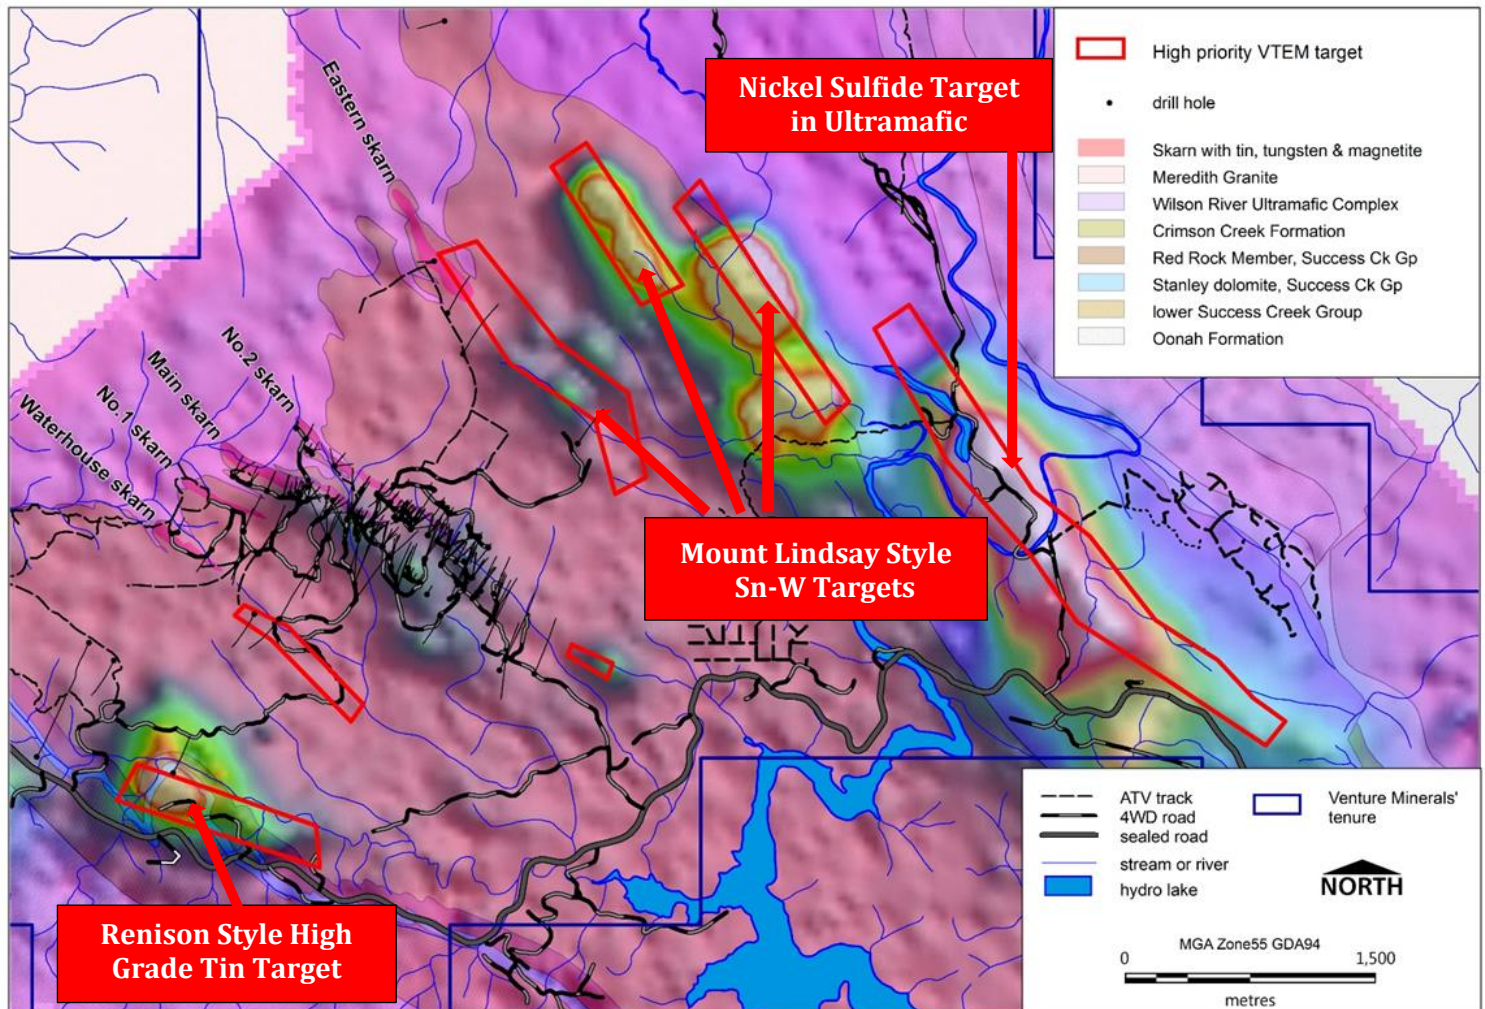 Nickel Sulfide Target
in Ultramafic
High priority VTEM target
drill hole
Skarn with tin, tungsten & magnetite
Meredith Granite
Wilson River Ultramafic Complex
Crimson Creek Formation
Red Rock Member, Success Ck Gp
Stanley dolomite, Success Ck Gp
lower Success Creek Group
Oonah Formation
Eastern skarn
No.2 skarn
Main skarn
No.1 skarn
Waterhouse skarn
Mount Lindsay Style
Sn-W Targets
Renison Style High
Grade Tin Target
ATV track
4WD road
sealed road
stream or river
hydro lake
Venture Minerals'
tenure
NORTH
MGA Zone55 GDA94
0 1,500
metres